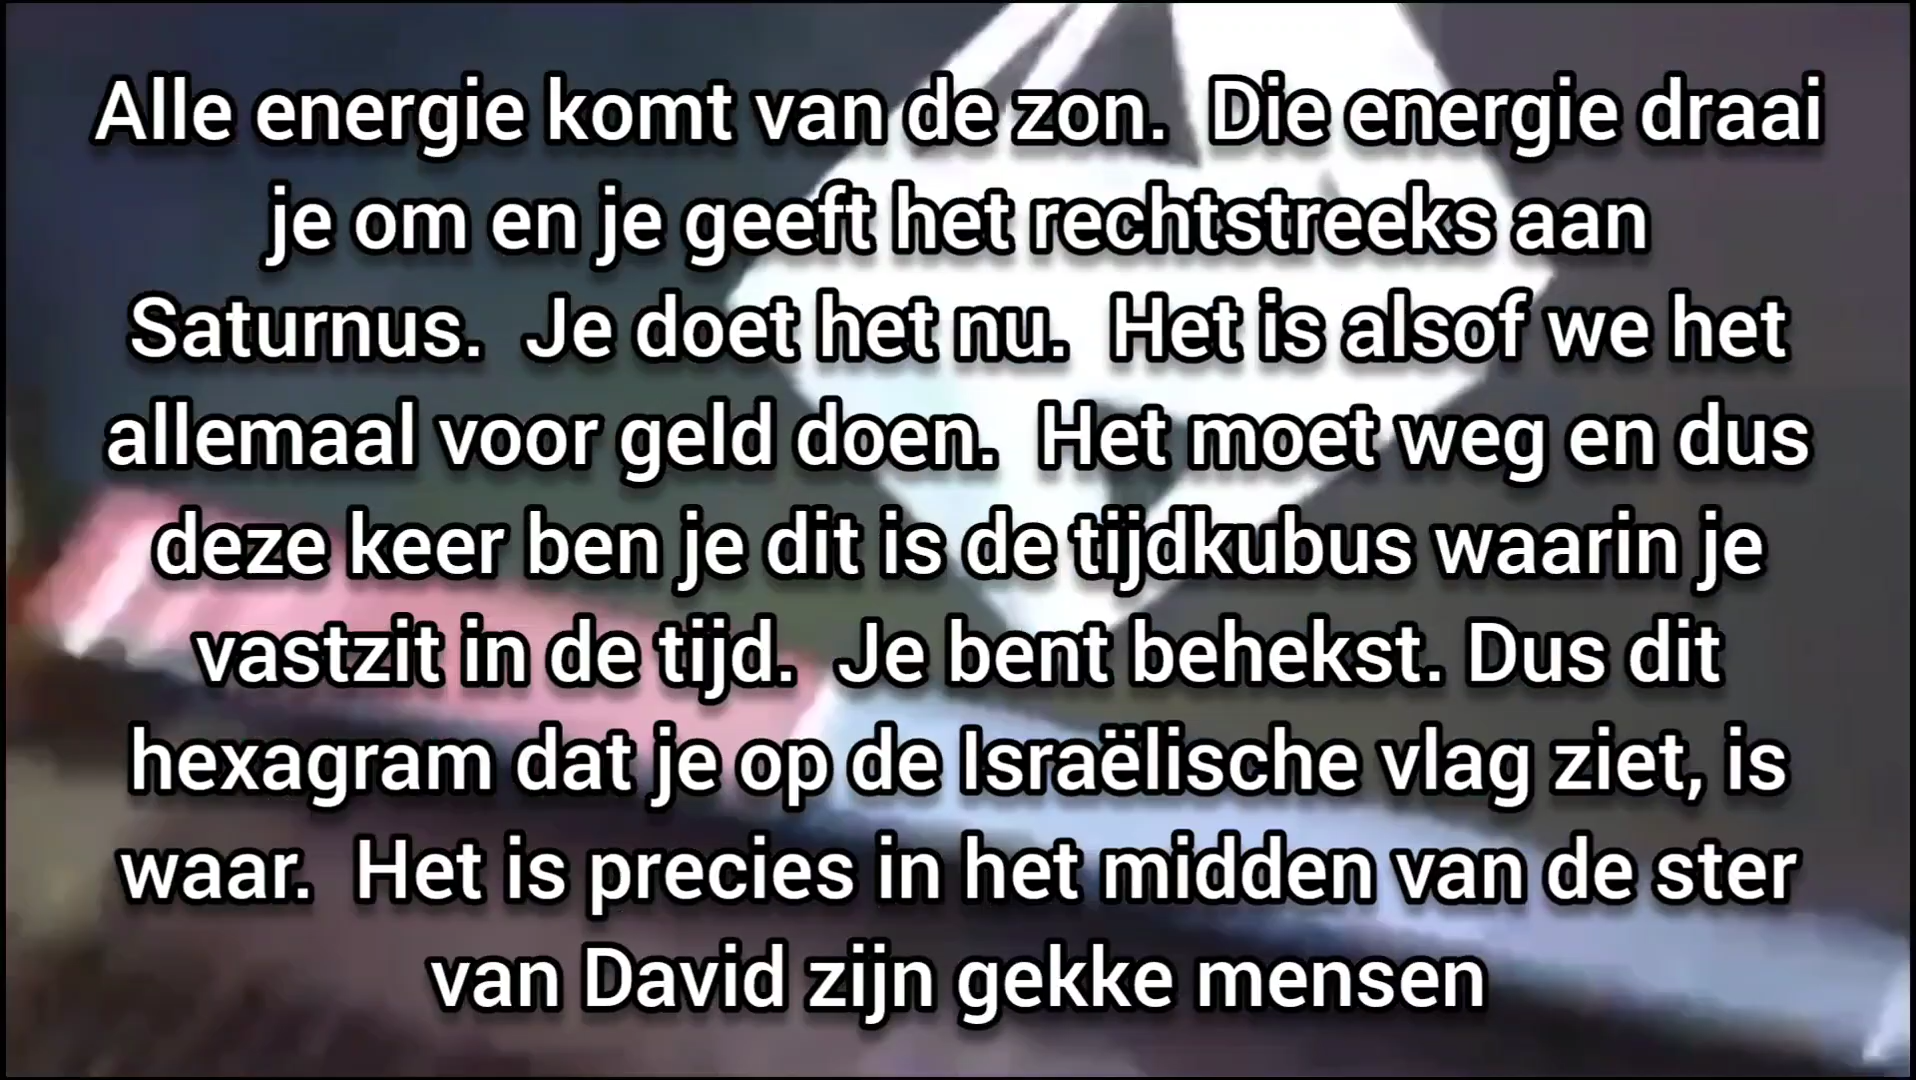 Alle energie komt van de zon. Die energie draai
je om en je geeft het rechtstreeks aan
Saturnus. Je doet het nu. Het is alsof we het
allemaal voor geld doen. Het moet weg en dus
deze keer ben je dit is de tijdkubus waarin je
vastzit in de tijd. Je bent behekst. Dus dit
hexagram dat je op de Israëlische vlag ziet, is
waar. Het is precies in het midden van de ster
van David zijn gekke mensen